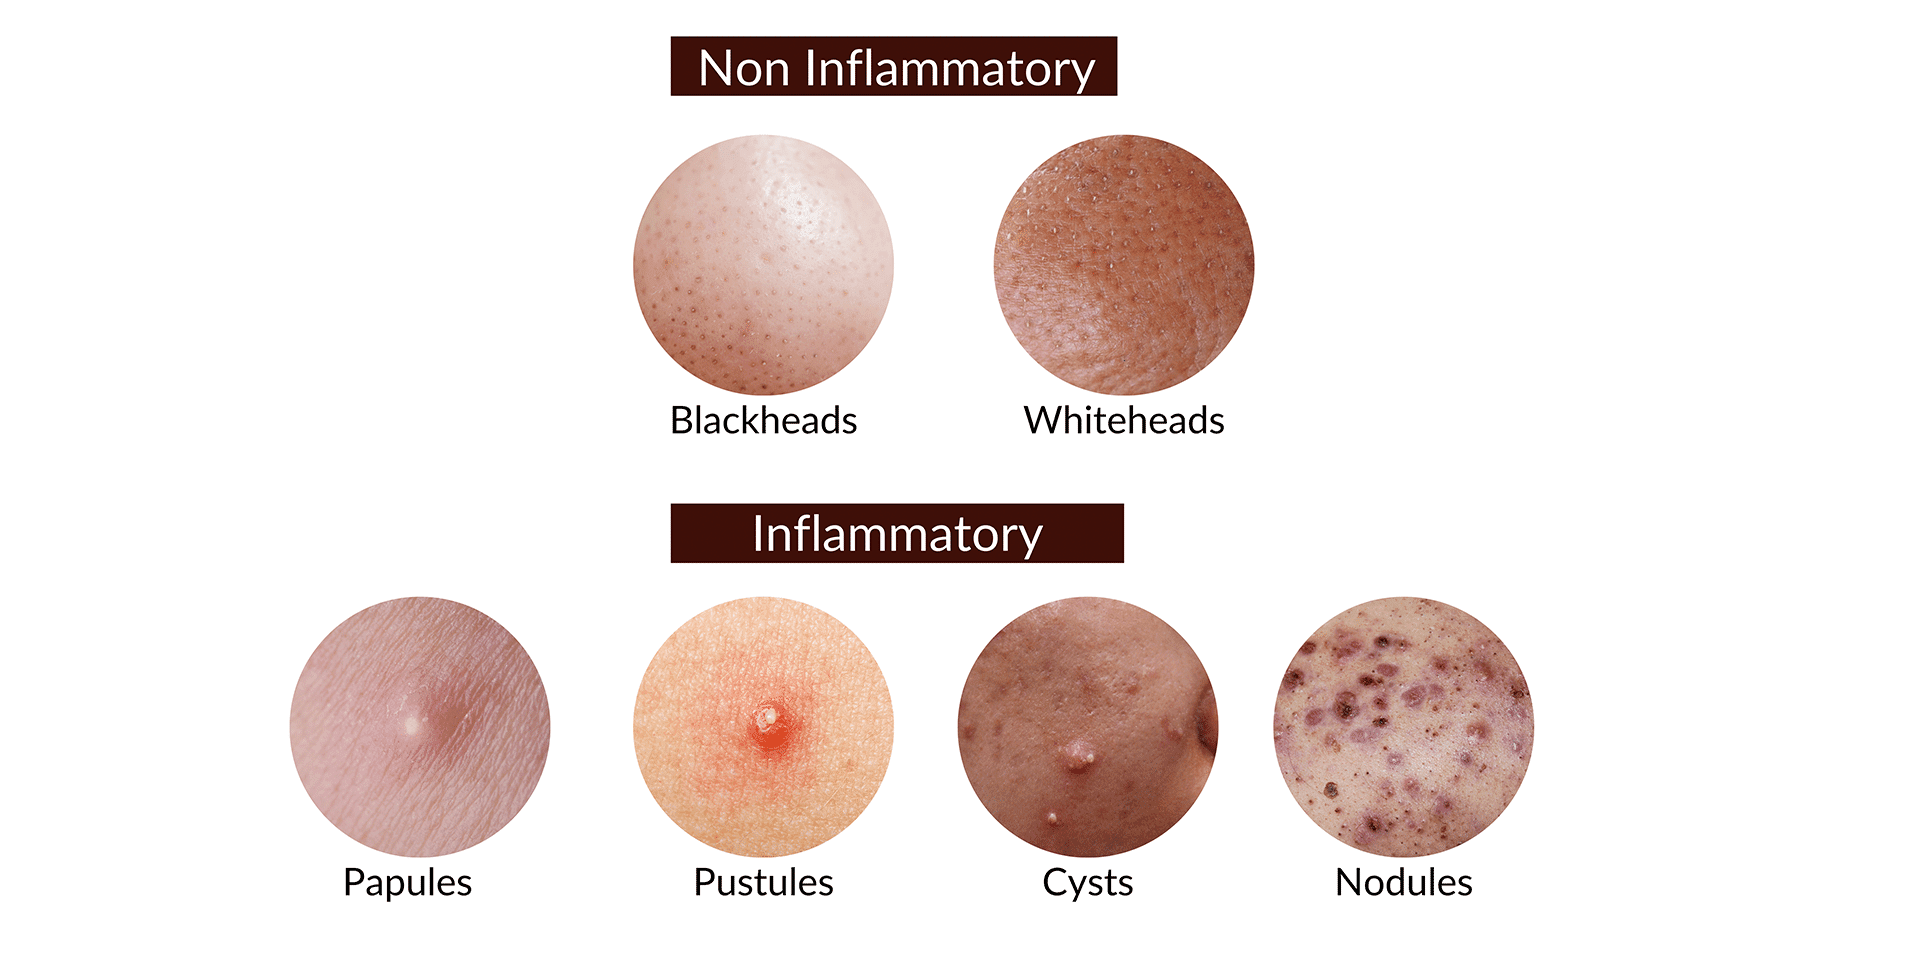 Non Inflammatory
Blackheads
Whiteheads
Inflammatory
Papules
Pustules
Cysts
Nodules